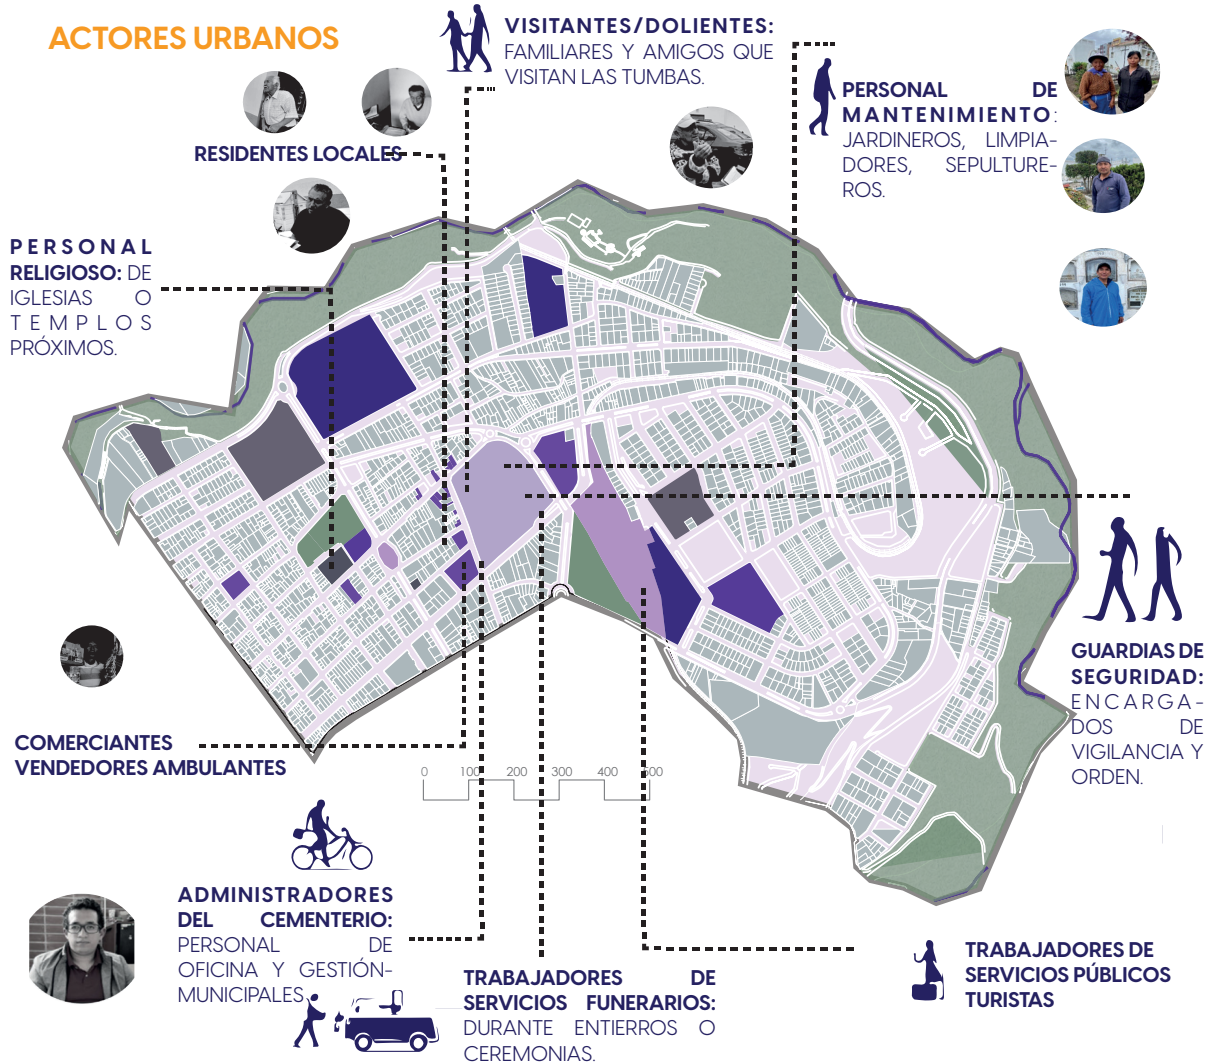 ACTORES URBANOS
VISITANTES/DOLIENTES:
FAMILIARES Y AMIGOS QUE
VISITAN LAS TUMBAS.
PERSONAL DE
MANTENIMIENTO:
JARDINEROS, LIMPIA-
DORES, SEPULTURE-
ROS.
RESIDENTES LOCALES
PERSONAL
RELIGIOSO: DE
IGLESIAS O
TEMPLOS
PRÓXIMOS.
GUARDIAS DE
SEGURIDAD:
ENCARGA-
DOS DE
VIGILANCIA Y
ORDEN.
COMERCIANTES
VENDEDORES AMBULANTES
0 100 200 300 400 500
ADMINISTRADORES
DEL CEMENTERIO:
PERSONAL DE
OFICINA Y GESTIÓN-
MUNICIPALES
TRABAJADORES DE
SERVICIOS FUNERARIOS:
DURANTE ENTIERROS O
CEREMONIAS.
TRABAJADORES DE
SERVICIOS PÚBLICOS
TURISTAS